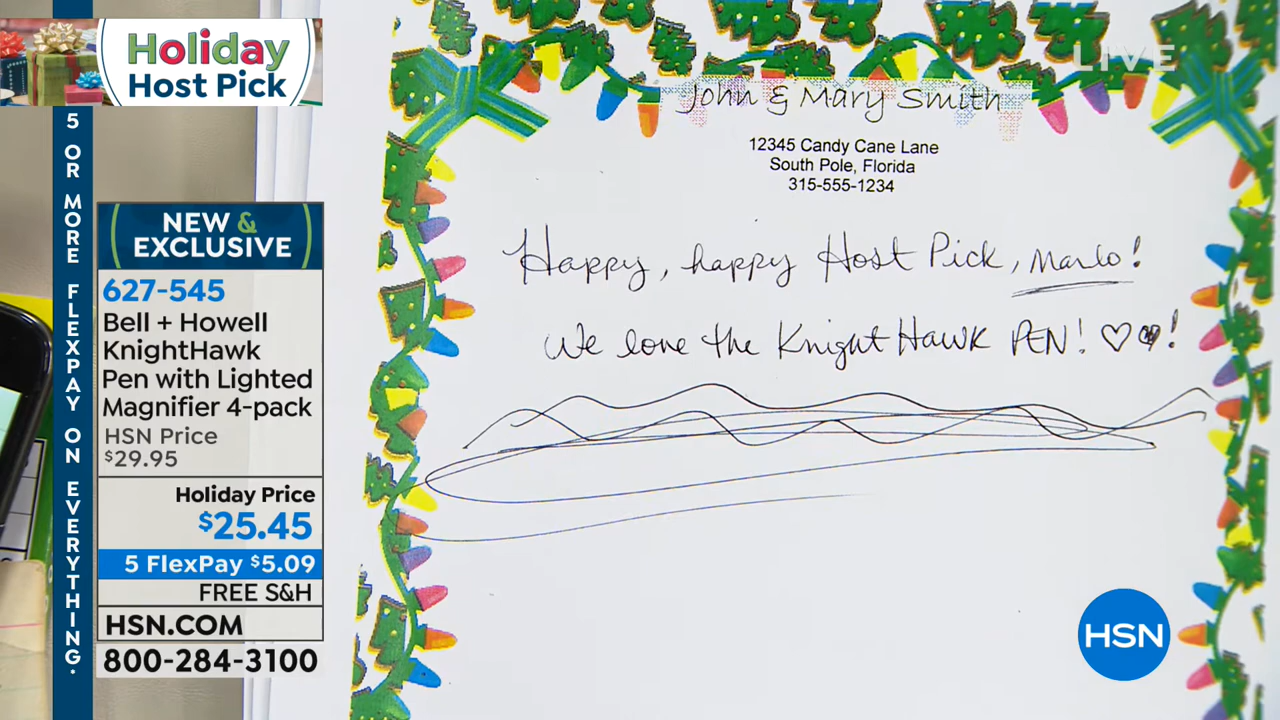 Holiday
Host Pick
5 OR MORE FLEXPAY ON EVERYTHING.
NEW &
EXCLUSIVE
627-545
Bell + Howell
KnightHawk
Pen with Lighted
Magnifier 4-pack
HSN Price
$29.95
Holiday Price
$25.45
5 FlexPay $5.09
FREE S&H
HSN.COM
800-284-3100
LIVE
John & Mary Smith
12345 Candy Cane Lane
South Pole, Florida
315-555-1234
Happy, happy Host Pick, Marlo!
We love the KnightHawk PEN! ♡ ♥!
HSN